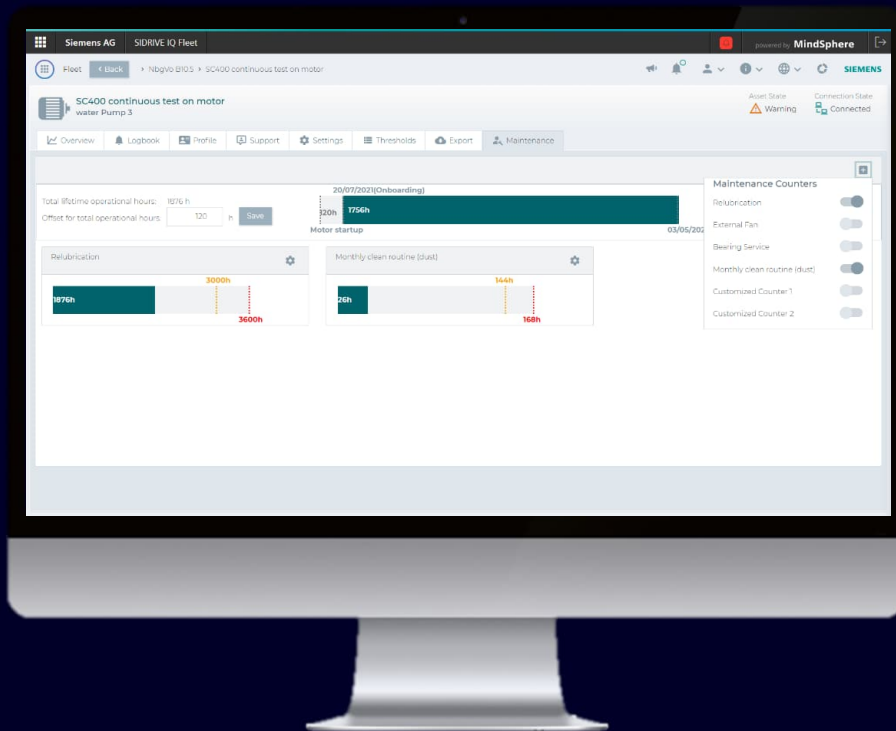 Siemens AG SIDRIVE IQ Fleet powered by MindSphere
Fleet < Back NbgVo B10.5 SC400 continuous test on motor SIEMENS
SC400 continuous test on motor
water Pump 3
Asset State Connection State
Warning Connected
Overview Logbook Profile Support Settings Thresholds Export Maintenance
Total lifetime operational hours: 1876 h
Offset for total operational hours: 120 h Save
20/07/2021(Onboarding)
120h 1756h
Motor startup
Maintenance Counters
Relubrication
External Fan
Bearing Service
Monthly clean routine (dust)
Customized Counter 1
Customized Counter 2
Relubrication
3000h
1876h
3600h
Monthly clean routine (dust)
144h
26h
168h